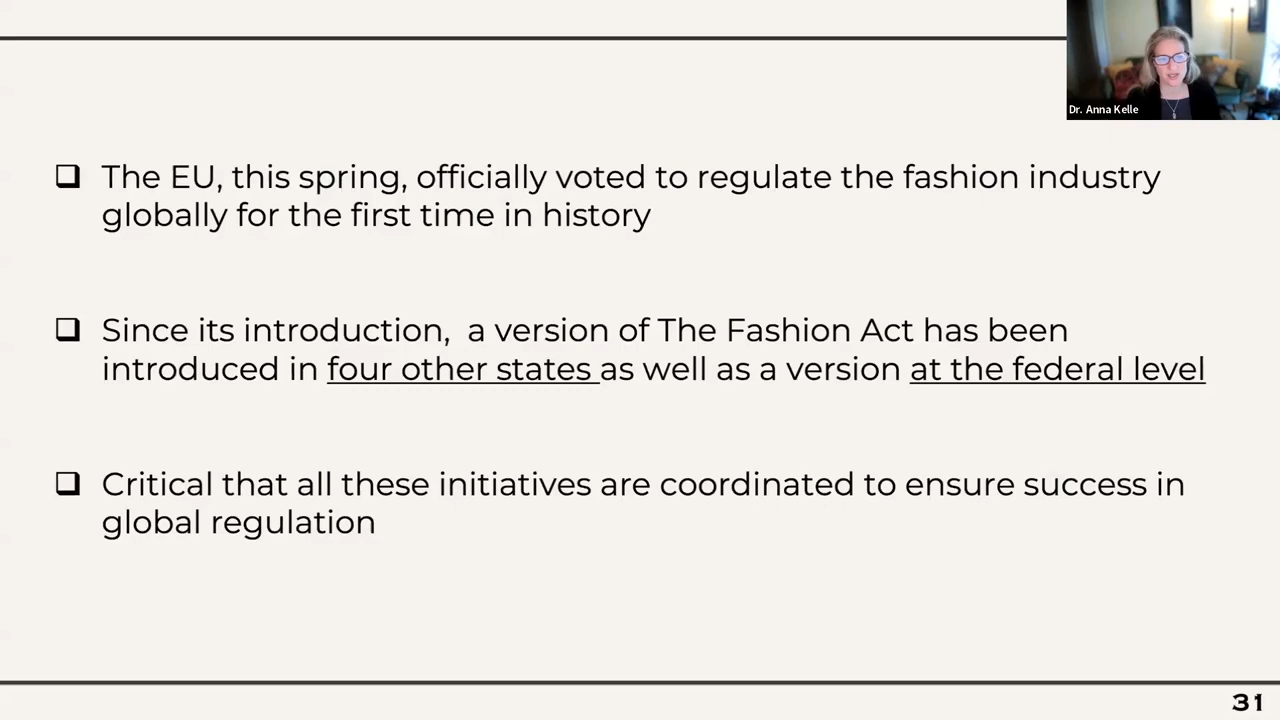 Dr. Anna Kelle
❑ The EU, this spring, officially voted to regulate the fashion industry
globally for the first time in history
❑ Since its introduction,  a version of The Fashion Act has been
introduced in four other states as well as a version at the federal level
❑ Critical that all these initiatives are coordinated to ensure success in
global regulation
31